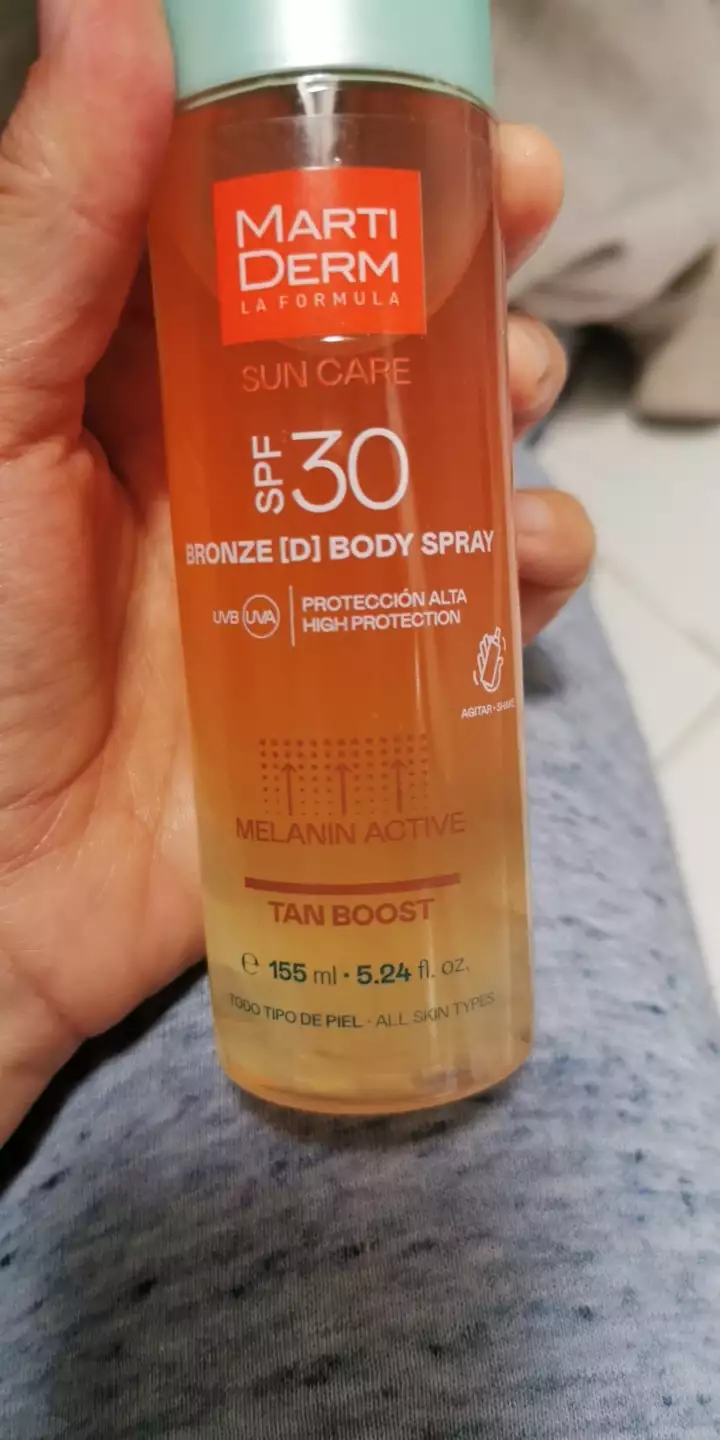 MARTI
DERM
LA FORMULA
SUN CARE
SPF 30
BRONZE [D] BODY SPRAY
UVB UVA
PROTECCIÓN ALTA
HIGH PROTECTION
AGITAR • SHAKE
MELANIN ACTIVE
TAN BOOST
℮ 155 ml · 5.24 fl. oz.
TODO TIPO DE PIEL · ALL SKIN TYPES